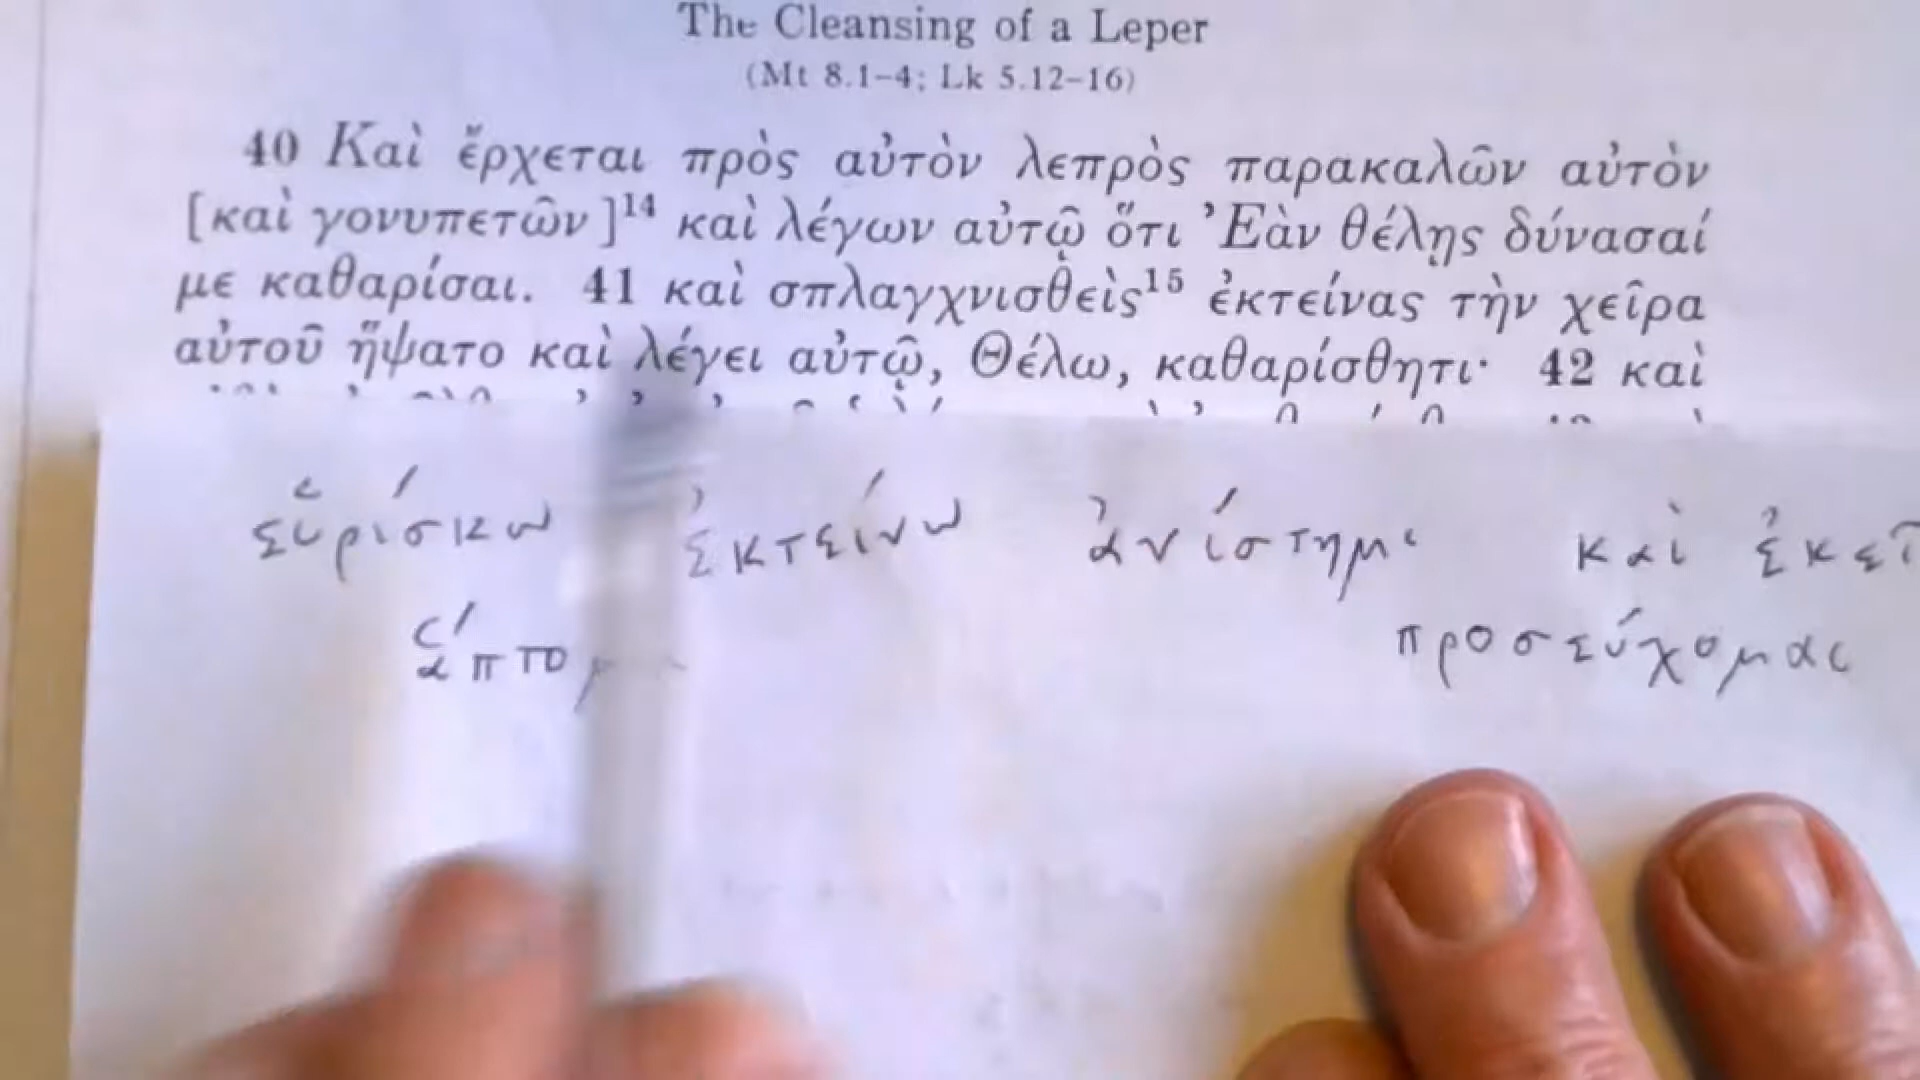 The Cleansing of a Leper
(Mt 8.1–4; Lk 5.12–16)
40 Καὶ ἔρχεται πρὸς αὐτὸν λεπρὸς παρακαλῶν αὐτὸν
[καὶ γονυπετῶν]¹⁴ καὶ λέγων αὐτῷ ὅτι Ἐὰν θέλῃς δύνασαί
με καθαρίσαι. 41 καὶ σπλαγχνισθεὶς¹⁵ ἐκτείνας τὴν χεῖρα
αὐτοῦ ἥψατο καὶ λέγει αὐτῷ, Θέλω, καθαρίσθητι· 42 καὶ
εὑρίσκω ἐκτείνω ἀνίστημι καὶ ἐκεῖ
ἅπτομ προσεύχομαι